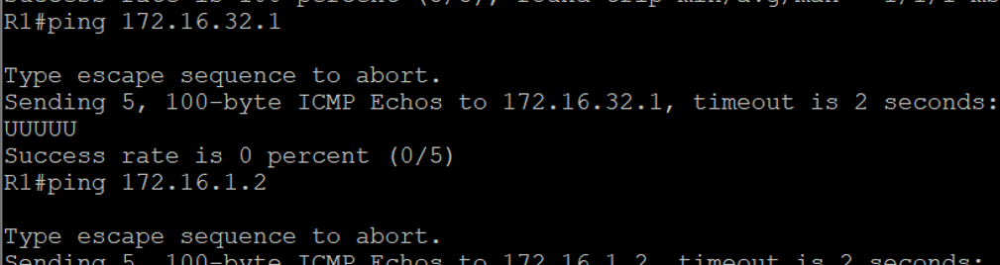 Success rate is 100 percent (5/5), round-trip min/avg/max = 1/1/1 ms
R1#ping 172.16.32.1
Type escape sequence to abort.
Sending 5, 100-byte ICMP Echos to 172.16.32.1, timeout is 2 seconds:
UUUUU
Success rate is 0 percent (0/5)
R1#ping 172.16.1.2
Type escape sequence to abort.
Sending 5, 100-byte ICMP Echos to 172.16.1.2, timeout is 2 seconds: